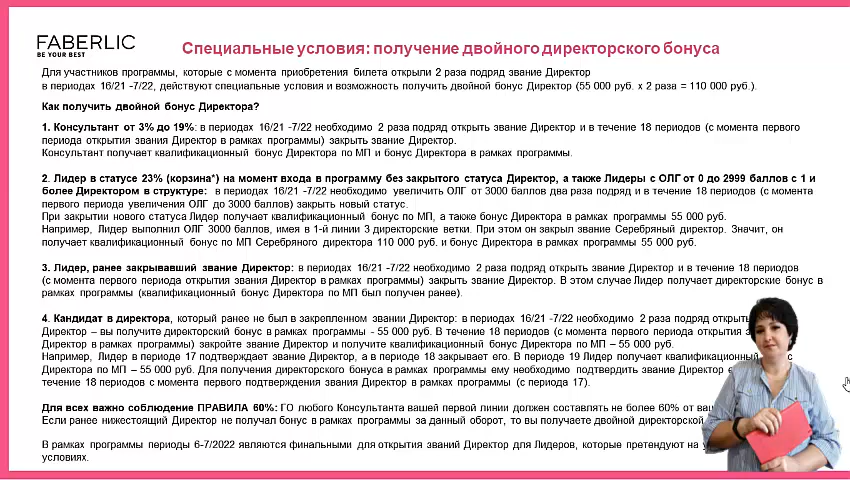 FABERLIC
BE YOUR BEST
Специальные условия: получение двойного директорского бонуса
Для участников программы, которые с момента приобретения билета открыли 2 раза подряд звание Директор
в периодах 16/21 -7/22, действуют специальные условия и возможность получить двойной бонус Директор (55 000 руб. х 2 раза = 110 000 руб.).
Как получить двойной бонус Директора?
1. Консультант от 3% до 19%: в периодах 16/21 -7/22 необходимо 2 раза подряд открыть звание Директор и в течение 18 периодов (с момента первого
периода открытия звания Директор в рамках программы) закрыть звание Директор.
Консультант получает квалификационный бонус Директора по МП и бонус Директора в рамках программы.
2. Лидер в статусе 23% (корзина*) на момент входа в программу без закрытого статуса Директор, а также Лидеры с ОЛГ от 0 до 2999 баллов с 1 и
более Директором в структуре: в периодах 16/21 -7/22 необходимо увеличить ОЛГ от 3000 баллов два раза подряд и в течение 18 периодов (с момента
первого периода увеличения ОЛГ до 3000 баллов) закрыть новый статус.
При закрытии нового статуса Лидер получает квалификационный бонус по МП, а также бонус Директора в рамках программы 55 000 руб.
Например, Лидер выполнил ОЛГ 3000 баллов, имея в 1-й линии 3 директорские ветки. При этом он закрыл звание Серебряный директор. Значит, он
получает квалификационный бонус по МП Серебряного директора 110 000 руб. и бонус Директора в рамках программы 55 000 руб.
3. Лидер, ранее закрывавший звание Директор: в периодах 16/21 -7/22 необходимо 2 раза подряд открыть звание Директор и в течение 18 периодов
(с момента первого периода открытия звания Директор в рамках программы) закрыть звание Директор. В этом случае Лидер получает директорские бонус в
рамках программы (квалификационный бонус Директора по МП был получен ранее).
4. Кандидат в директора, который ранее не был в закрепленном звании Директор: в периодах 16/21 -7/22 необходимо 2 раза подряд
Директор – вы получите директорский бонус в рамках программы - 55 000 руб. В течение 18 периодов (с момента первого периода открытия
Директор в рамках программы) закройте звание Директор и получите квалификационный бонус Директора по МП – 55 000 руб.
Например, Лидер в периоде 17 подтверждает звание Директор, а в периоде 18 закрывает его. В периоде 19 Лидер получает квалификационный
Директора по МП – 55 000 руб. Для получения директорского бонуса в рамках программы ему необходимо подтвердить звание Директор
течение 18 периодов с момента первого подтверждения звания Директор в рамках программы (с периода 17).
Для всех важно соблюдение ПРАВИЛА 60%: ГО любого Консультанта вашей первой линии должен составлять не более 60% от
Если ранее нижестоящий Директор не получал бонус в рамках программы за данный оборот, то вы получаете двойной директорской
В рамках программы периоды 6-7/2022 являются финальными для открытия званий Директор для Лидеров, которые претендуют на
условиях.